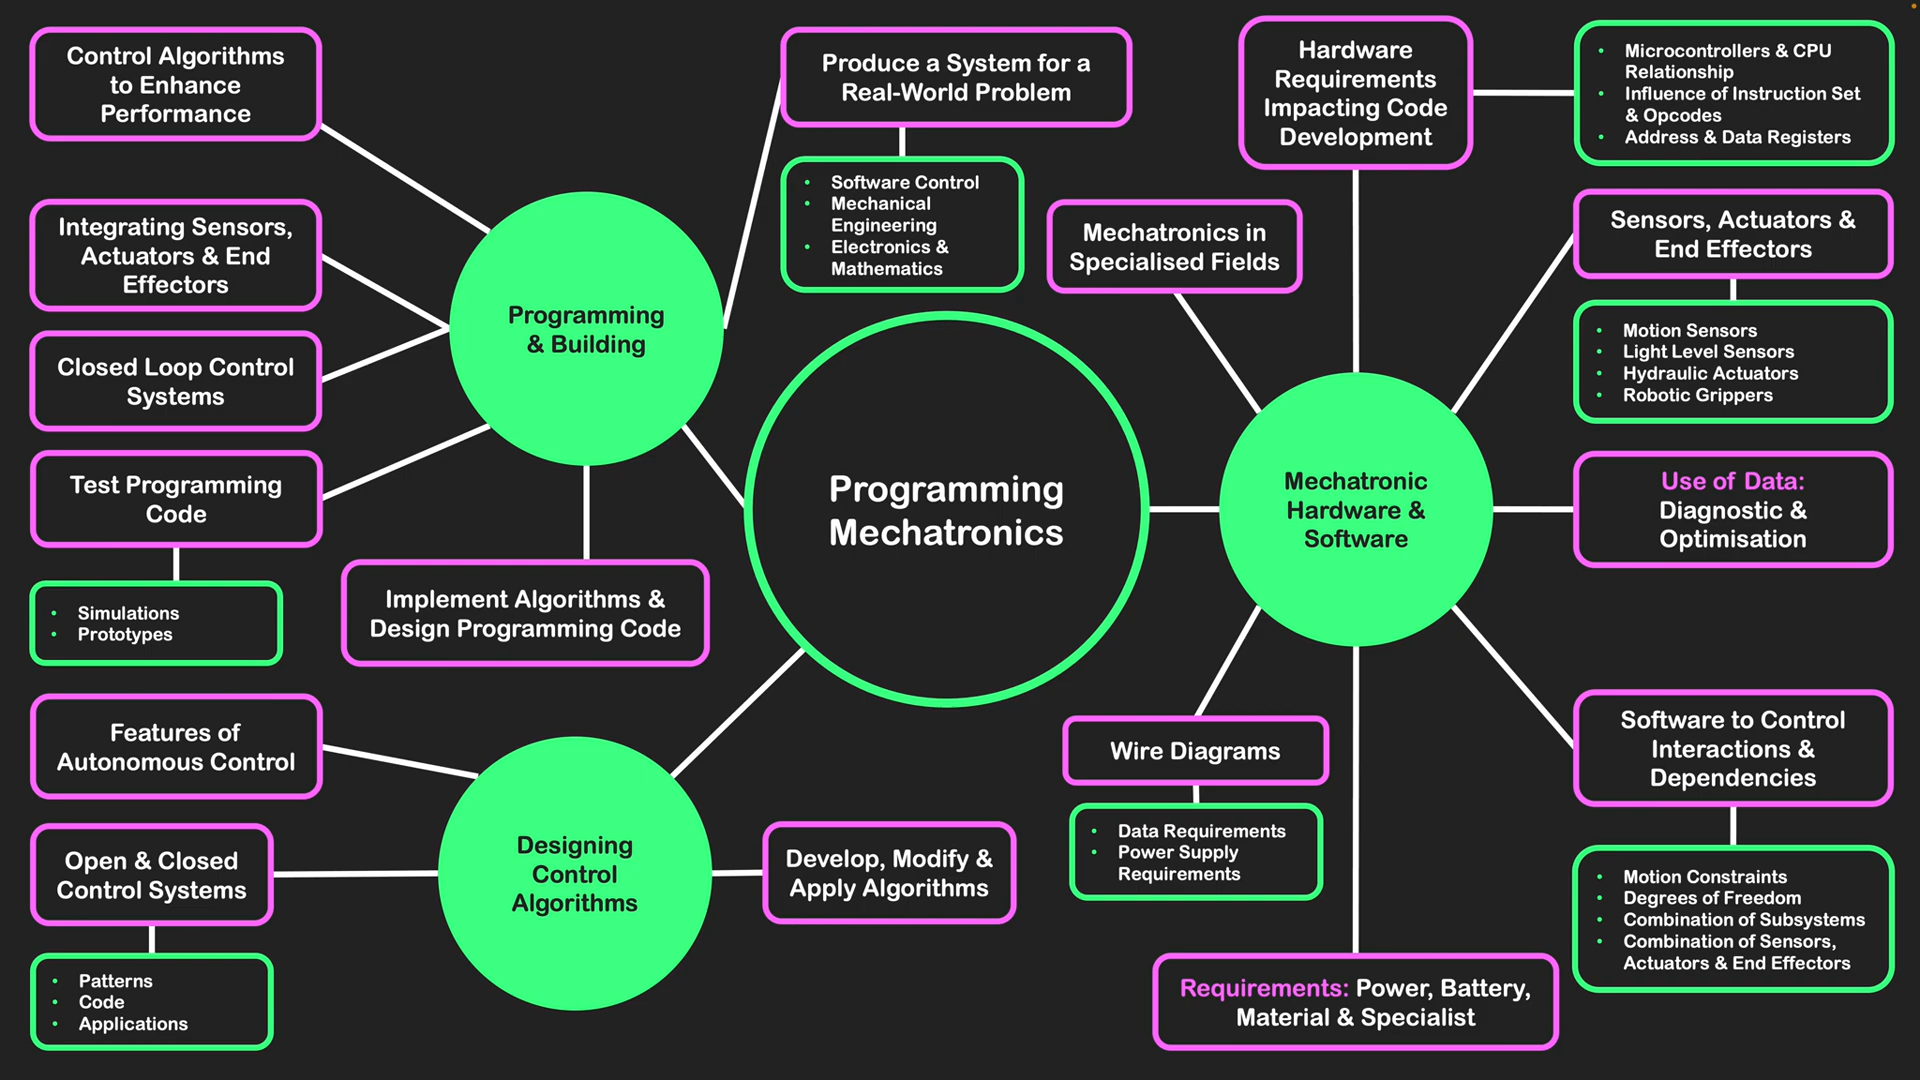 Control Algorithms
to Enhance
Performance
Integrating Sensors,
Actuators & End
Effectors
Closed Loop Control
Systems
Test Programming
Code
• Simulations
• Prototypes
Programming
& Building
Implement Algorithms &
Design Programming Code
Produce a System for a
Real-World Problem
• Software Control
• Mechanical
Engineering
• Electronics &
Mathematics
Programming
Mechatronics
Features of
Autonomous Control
Open & Closed
Control Systems
• Patterns
• Code
• Applications
Designing
Control
Algorithms
Develop, Modify &
Apply Algorithms
Mechatronics in
Specialised Fields
Hardware
Requirements
Impacting Code
Development
• Microcontrollers & CPU
Relationship
• Influence of Instruction Set
& Opcodes
• Address & Data Registers
Sensors, Actuators &
End Effectors
• Motion Sensors
• Light Level Sensors
• Hydraulic Actuators
• Robotic Grippers
Mechatronic
Hardware &
Software
Use of Data:
Diagnostic &
Optimisation
Wire Diagrams
• Data Requirements
• Power Supply
Requirements
Software to Control
Interactions &
Dependencies
• Motion Constraints
• Degrees of Freedom
• Combination of Subsystems
• Combination of Sensors,
Actuators & End Effectors
Requirements: Power, Battery,
Material & Specialist